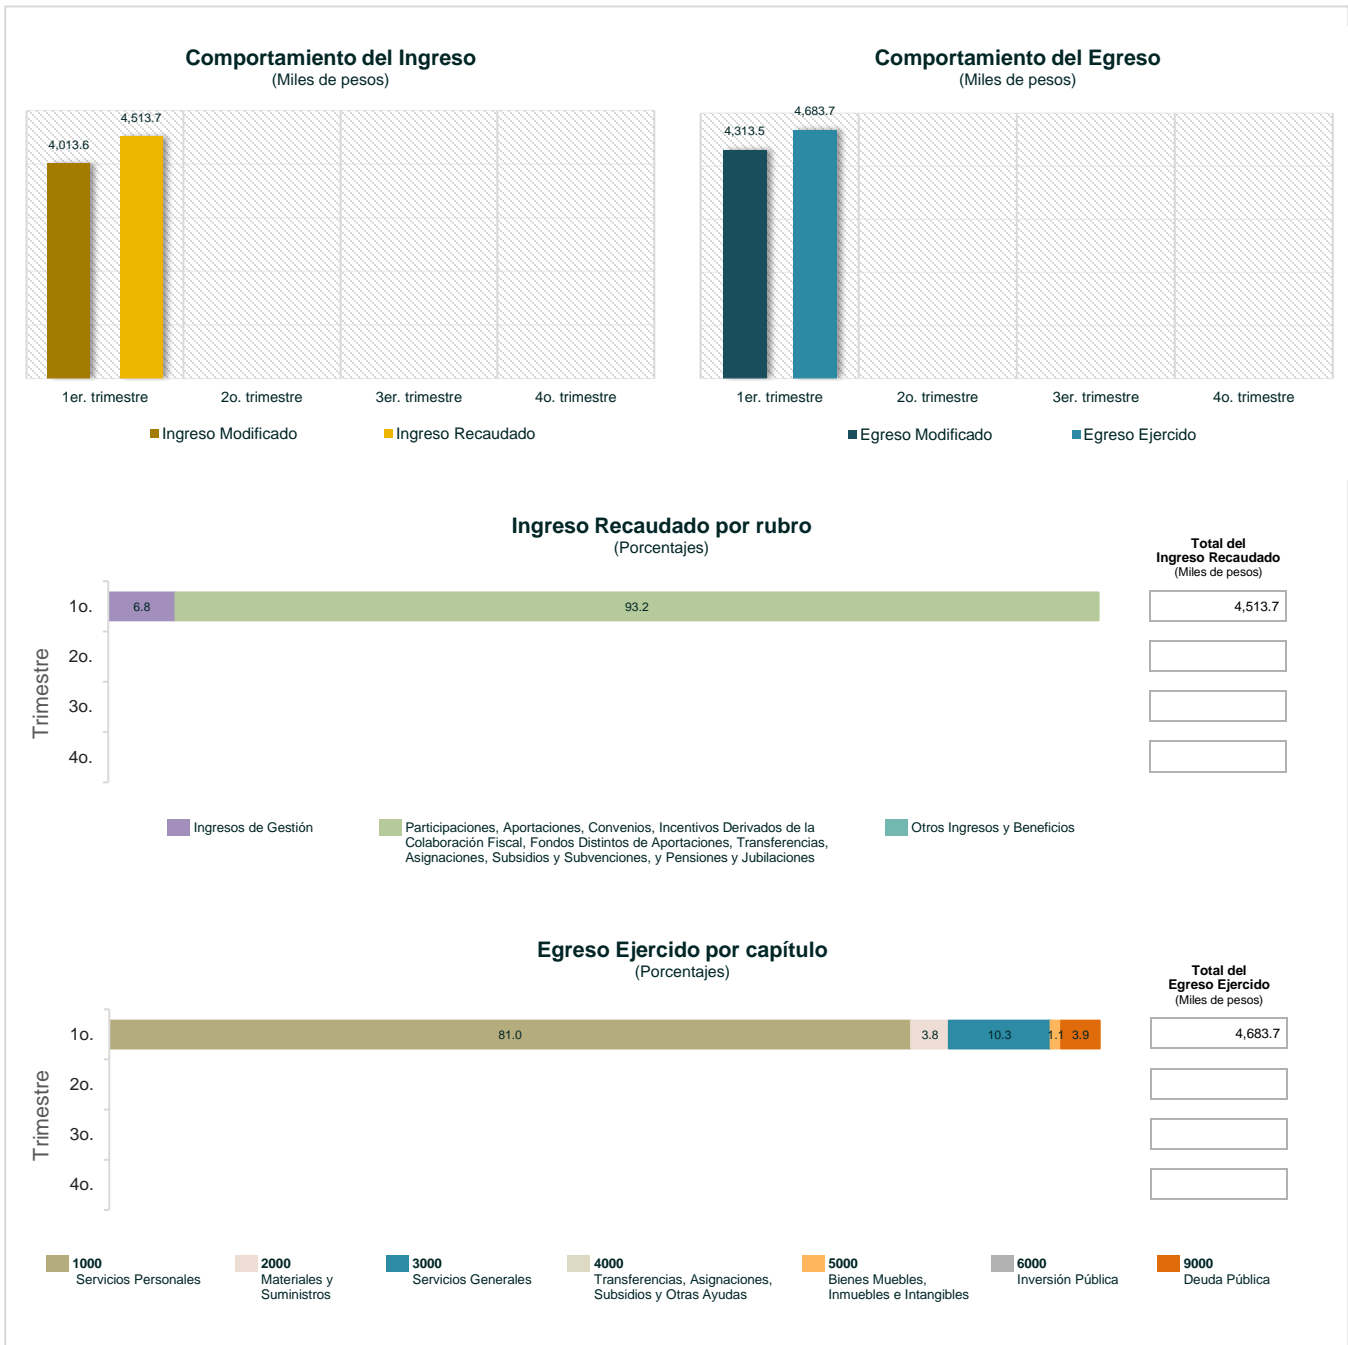 Comportamiento del Ingreso
(Miles de pesos)
4,013.6
4,513.7
1er. trimestre
2o. trimestre
3er. trimestre
4o. trimestre
Ingreso Modificado
Ingreso Recaudado
Comportamiento del Egreso
(Miles de pesos)
4,313.5
4,683.7
1er. trimestre
2o. trimestre
3er. trimestre
4o. trimestre
Egreso Modificado
Egreso Ejercido
Ingreso Recaudado por rubro
(Porcentajes)
Total del
Ingreso Recaudado
(Miles de pesos)
Trimestre
1o.
6.8
93.2
4,513.7
2o.
3o.
4o.
Ingresos de Gestión
Participaciones, Aportaciones, Convenios, Incentivos Derivados de la
Colaboración Fiscal, Fondos Distintos de Aportaciones, Transferencias,
Asignaciones, Subsidios y Subvenciones, y Pensiones y Jubilaciones
Otros Ingresos y Beneficios
Egreso Ejercido por capítulo
(Porcentajes)
Total del
Egreso Ejercido
(Miles de pesos)
Trimestre
1o.
81.0
3.8
10.3
1.1
3.9
4,683.7
2o.
3o.
4o.
1000
Servicios Personales
2000
Materiales y
Suministros
3000
Servicios Generales
4000
Transferencias, Asignaciones,
Subsidios y Otras Ayudas
5000
Bienes Muebles,
Inmuebles e Intangibles
6000
Inversión Pública
9000
Deuda Pública